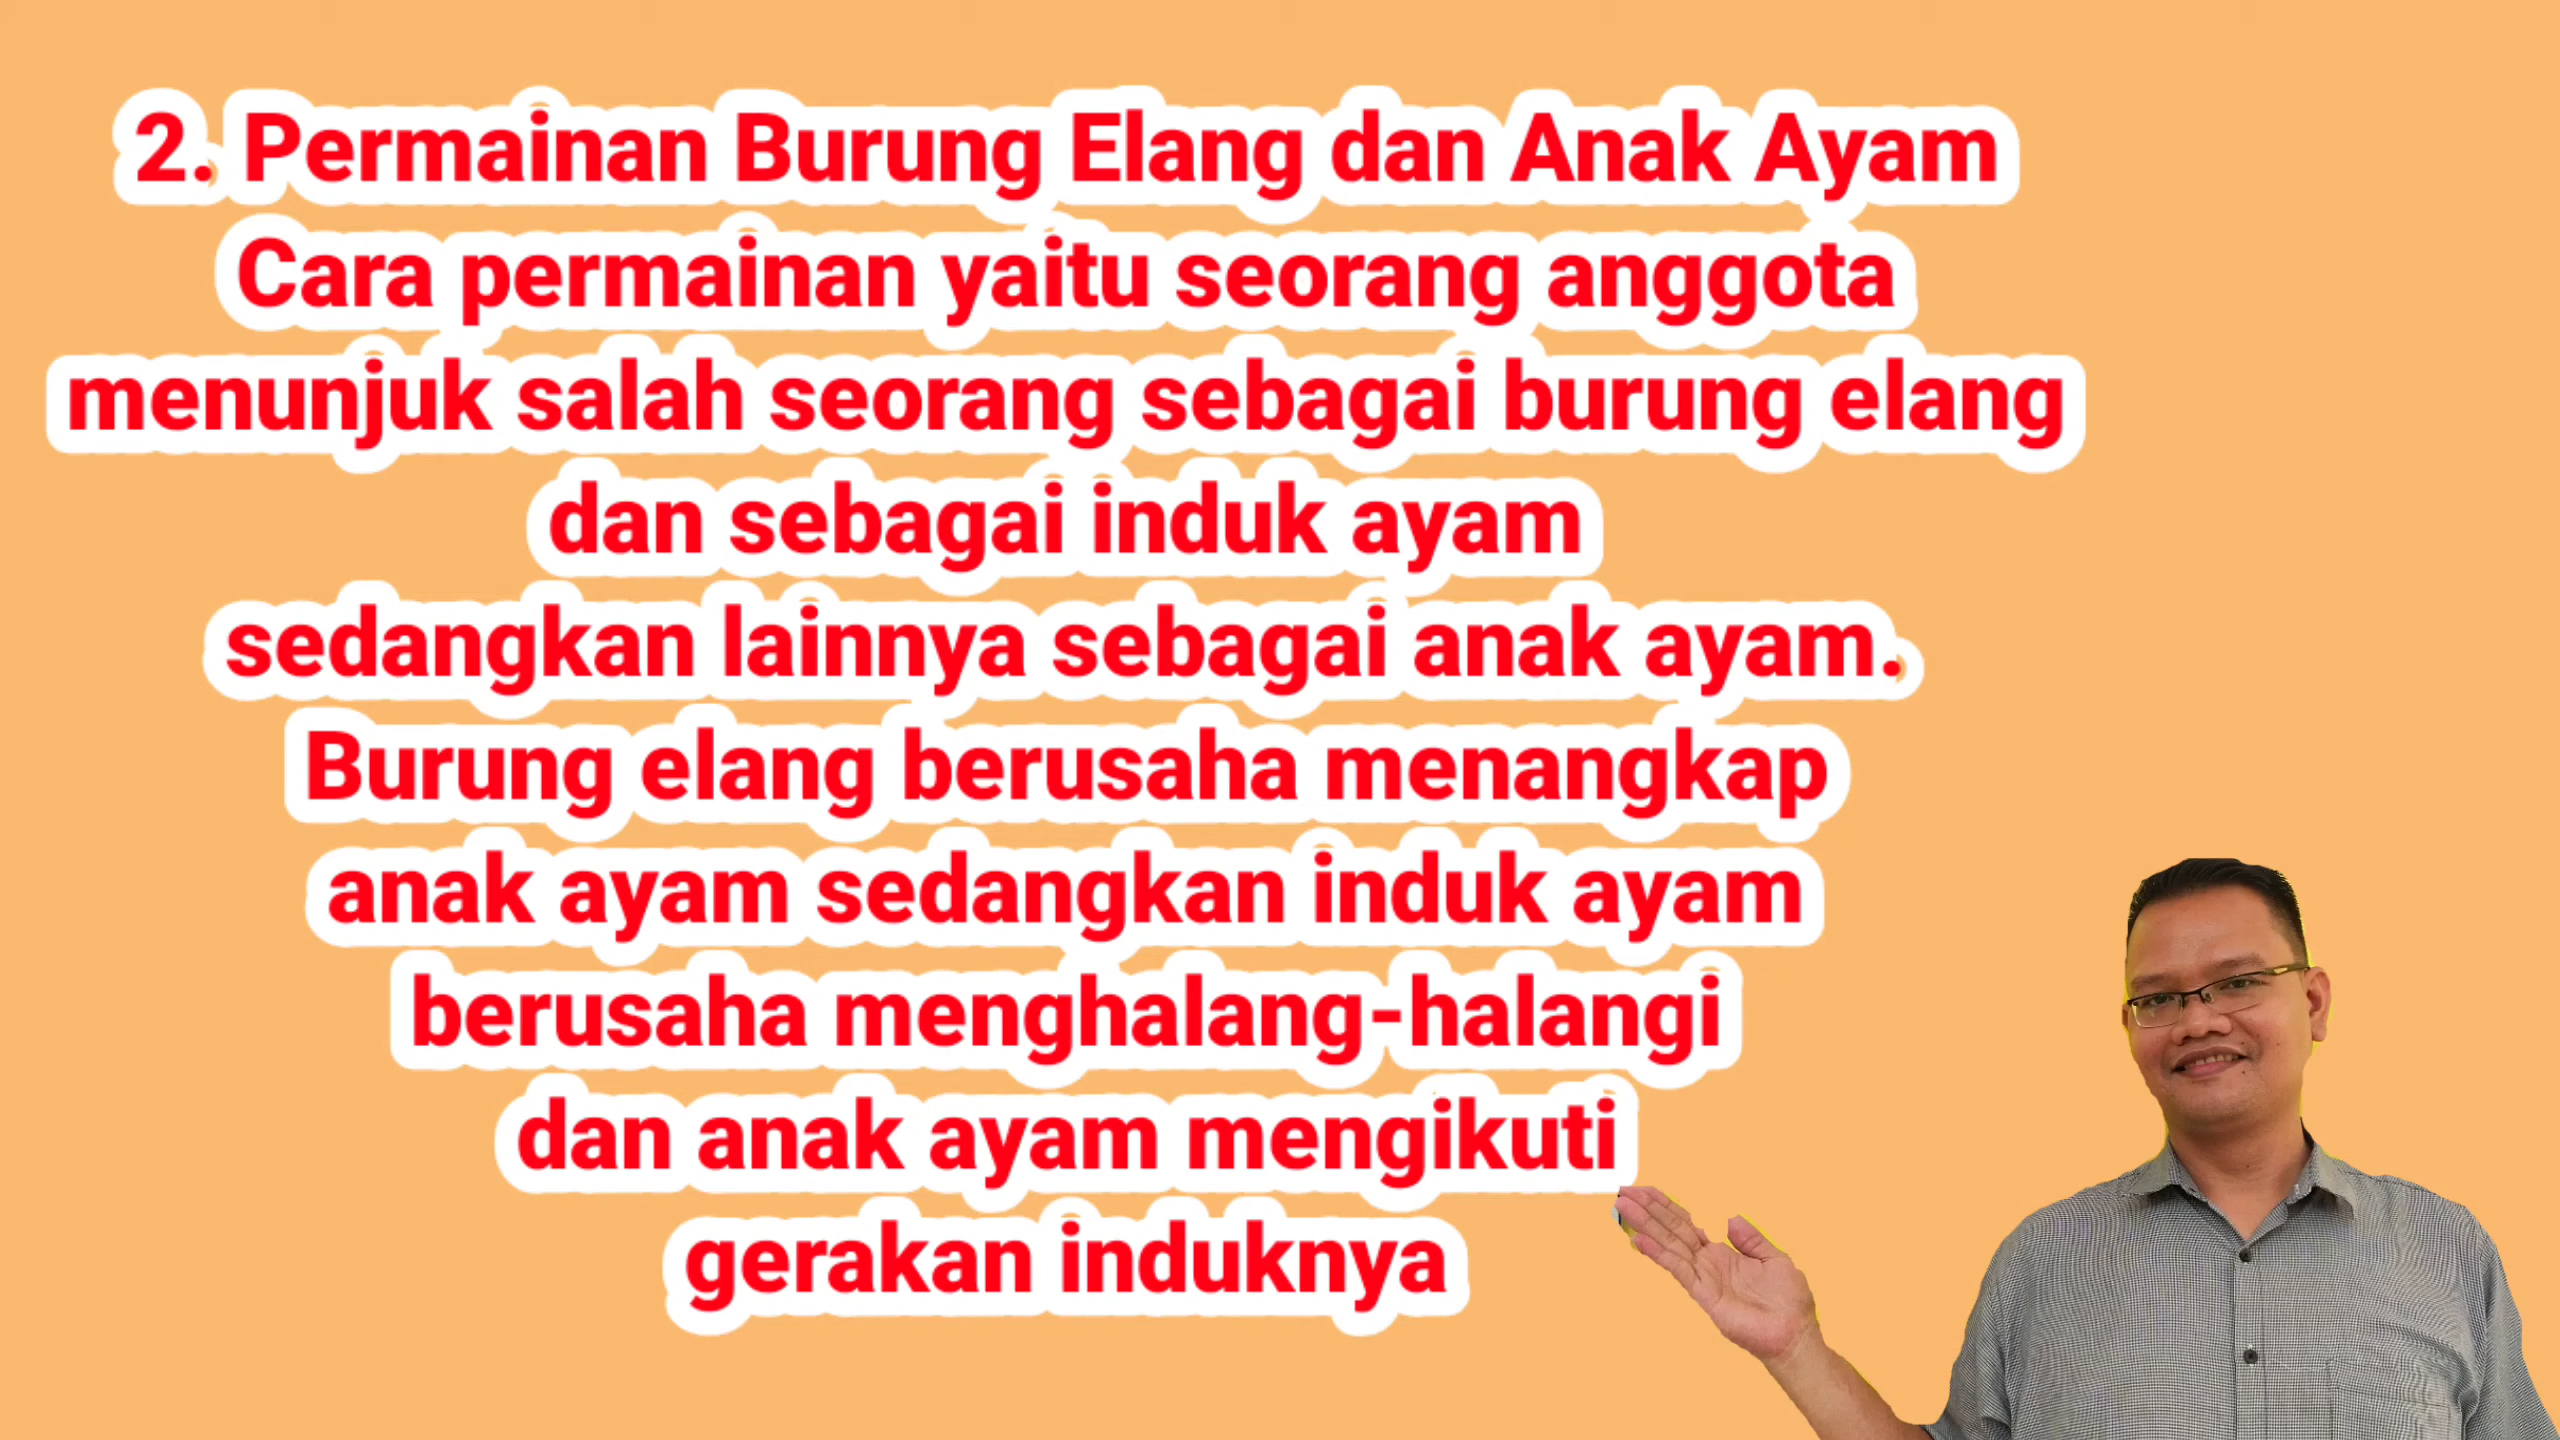 2. Permainan Burung Elang dan Anak Ayam
Cara permainan yaitu seorang anggota
menunjuk salah seorang sebagai burung elang
dan sebagai induk ayam
sedangkan lainnya sebagai anak ayam.
Burung elang berusaha menangkap
anak ayam sedangkan induk ayam
berusaha menghalang-halangi
dan anak ayam mengikuti
gerakan induknya